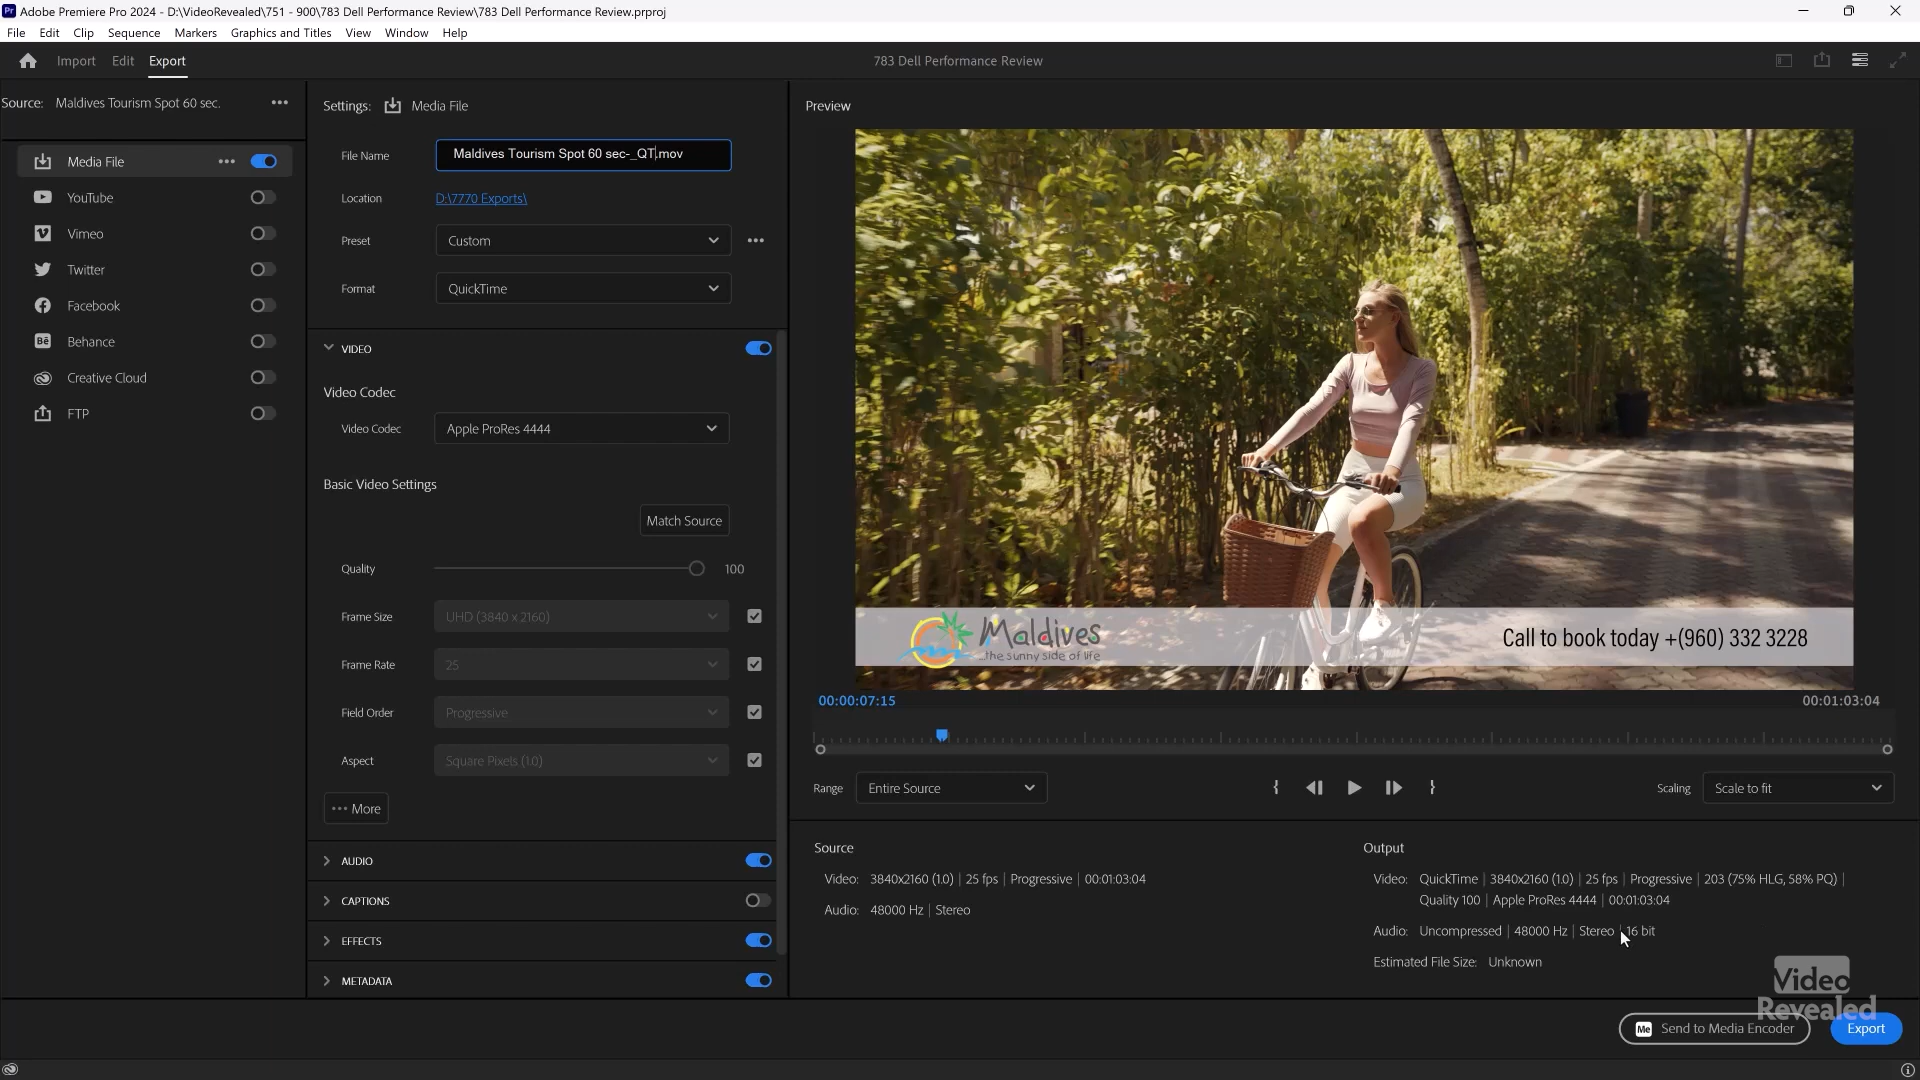 Pr Adobe Premiere Pro 2024 - D:\VideoRevealed\751 - 900\783 Dell Performance Review\783 Dell Performance Review.prproj
File Edit Clip Sequence Markers Graphics and Titles View Window Help
Import Edit Export
783 Dell Performance Review
Source: Maldives Tourism Spot 60 sec.
Media File
YouTube
Vimeo
Twitter
Facebook
Bē Behance
Creative Cloud
FTP
Settings: Media File
File Name Maldives Tourism Spot 60 sec-_QT.mov
Location D:\7770 Exports\
Preset Custom
Format QuickTime
VIDEO
Video Codec
Video Codec Apple ProRes 4444
Basic Video Settings
Match Source
Quality 100
Frame Size UHD (3840 x 2160)
Frame Rate 25
Field Order Progressive
Aspect Square Pixels (1.0)
More
AUDIO
CAPTIONS
EFFECTS
METADATA
Preview
Maldives
...the sunny side of life
Call to book today +(960) 332 3228
00:00:07:15 00:01:03:04
Range Entire Source
Scaling Scale to fit
Source
Video: 3840x2160 (1.0) | 25 fps | Progressive | 00:01:03:04
Audio: 48000 Hz | Stereo
Output
Video: QuickTime | 3840x2160 (1.0) | 25 fps | Progressive | 203 (75% HLG, 58% PQ) |
Quality 100 | Apple ProRes 4444 | 00:01:03:04
Audio: Uncompressed | 48000 Hz | Stereo | 16 bit
Estimated File Size: Unknown
Video
Revealed
Me Send to Media Encoder
Export